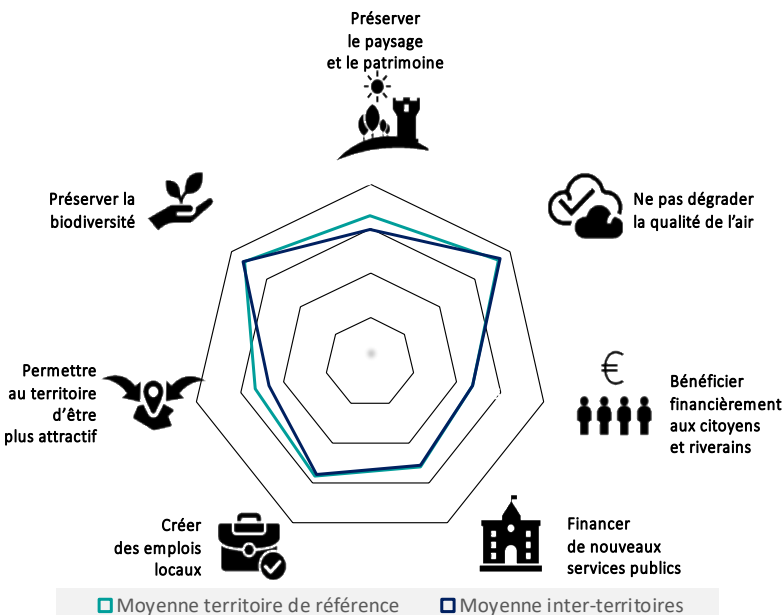 Préserver
le paysage
et le patrimoine
Préserver la
biodiversité
Ne pas dégrader
la qualité de l'air
Permettre
au territoire
d'être
plus attractif
€
Bénéficier
financièrement
aux citoyens
et riverains
Créer
des emplois
locaux
Financer
de nouveaux
services publics
Moyenne territoire de référence
Moyenne inter-territoires